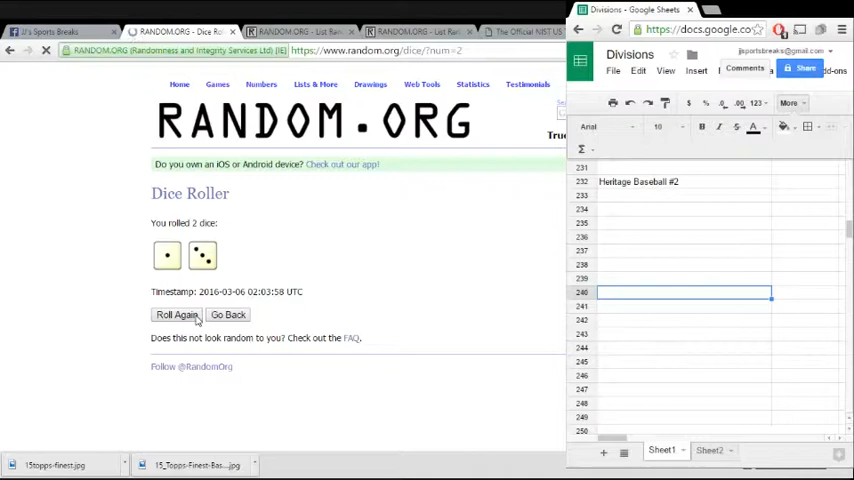 JJ's Sports Breaks
RANDOM.ORG - Dice Roller
RANDOM.ORG - List Ran
RANDOM.ORG - List Ran
The Official NIST US
RANDOM.ORG (Randomness and Integrity Services Ltd) [IE]
https://www.random.org/dice/?num=2
Home Games Numbers Lists & More Drawings Web Tools Statistics Testimonials
RANDOM.ORG
Do you own an iOS or Android device? Check out our app!
Dice Roller
You rolled 2 dice:
Timestamp: 2016-03-06 02:03:58 UTC
Roll Again Go Back
Does this not look random to you? Check out the FAQ.
Follow @RandomOrg
15topps-finest.jpg
15_Topps-Finest-Bas....jpg
Divisions - Google Sheets
https://docs.google.co
jjsportsbreaks@gmail.com
Divisions
File Edit View Insert
Comments
Share
$ % .0 .00 123
More
Arial 10 B I S A
Σ
231
232 Heritage Baseball #2
233
234
235
236
237
238
239
240
241
242
243
244
245
246
247
248
249
250
Sheet1 Sheet2